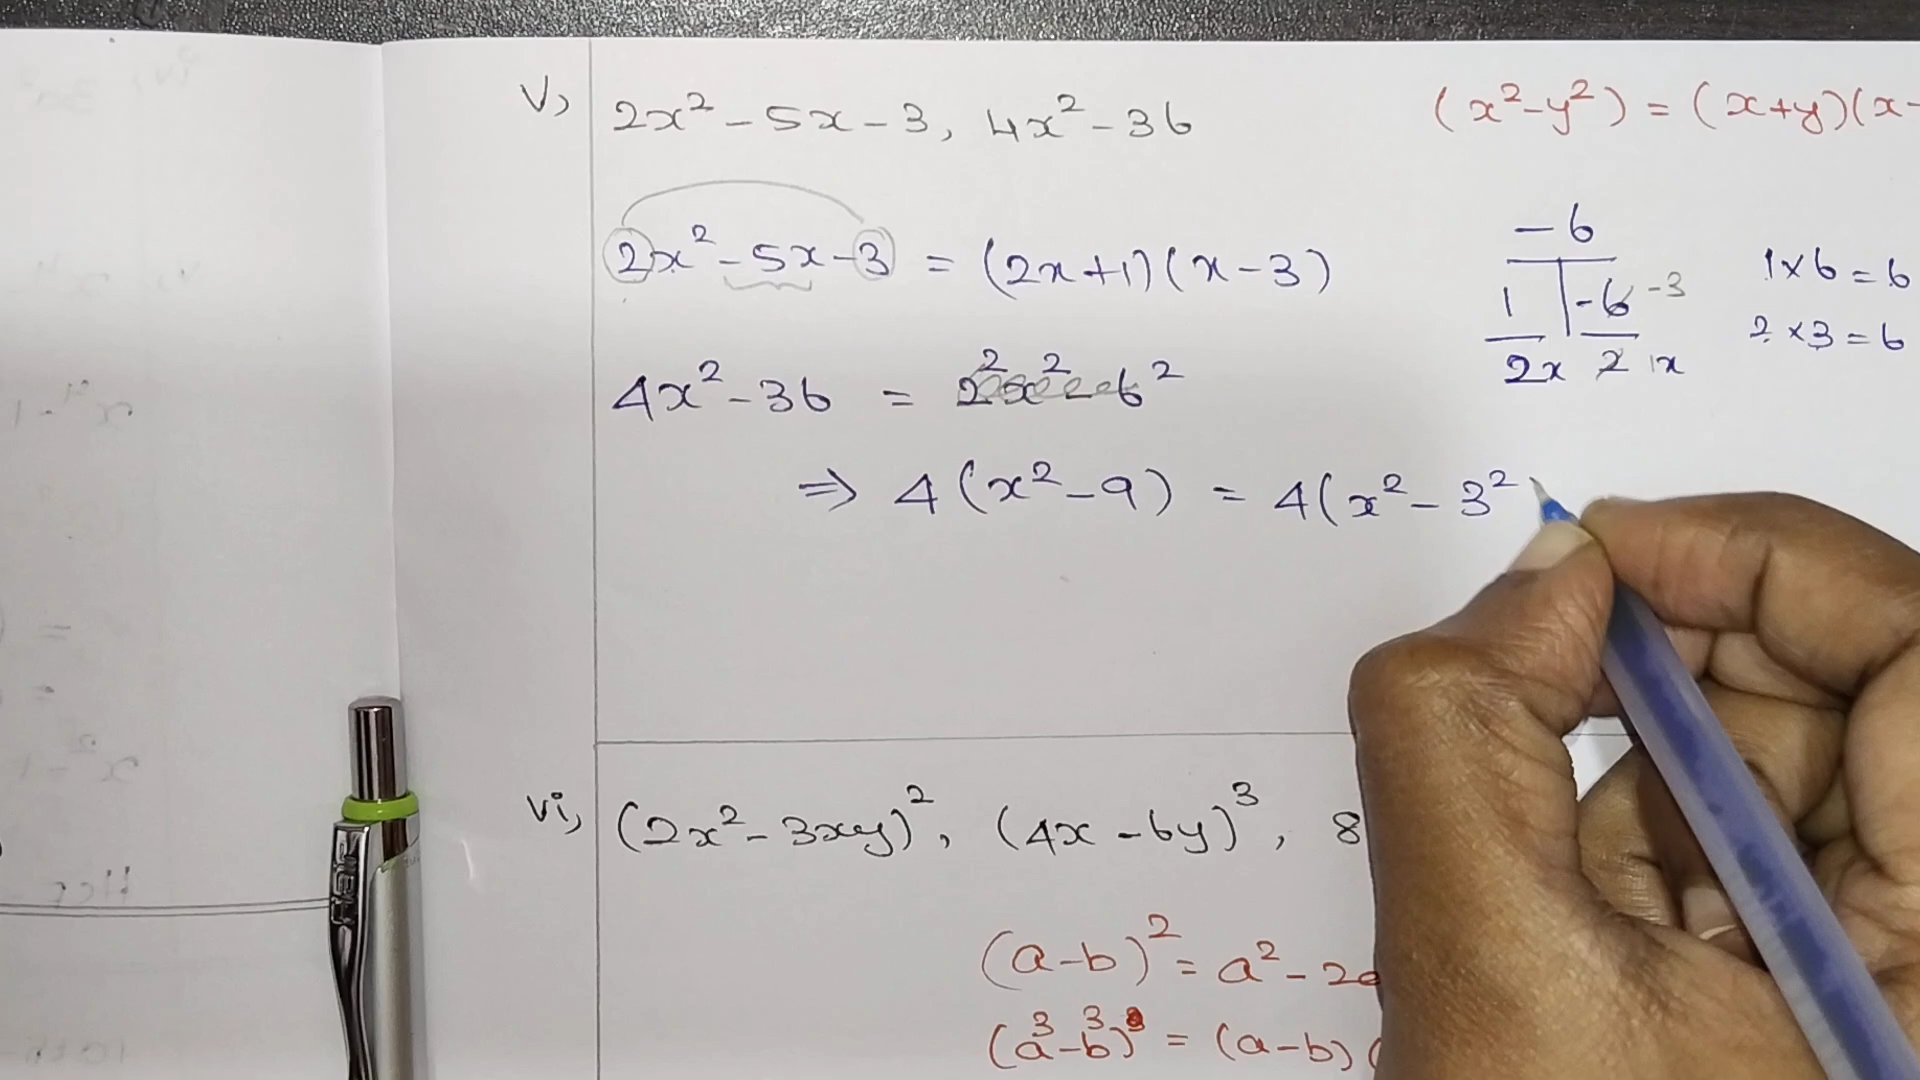 v, 2x² - 5x - 3, 4x² - 36
(x² - y²) = (x+y)(x-
2x² - 5x - 3 = (2x+1)(x-3)
-6
1 -6 -3
2x 2 1x
1 x 6 = 6
2 x 3 = 6
4x² - 36 = 2²x² - 6²
⇒ 4(x² - 9) = 4(x² - 3²)
vi, (2x² - 3xy)², (4x - 6y)³, 8
(a-b)² = a² - 2a
(a³-b³) = (a-b)(